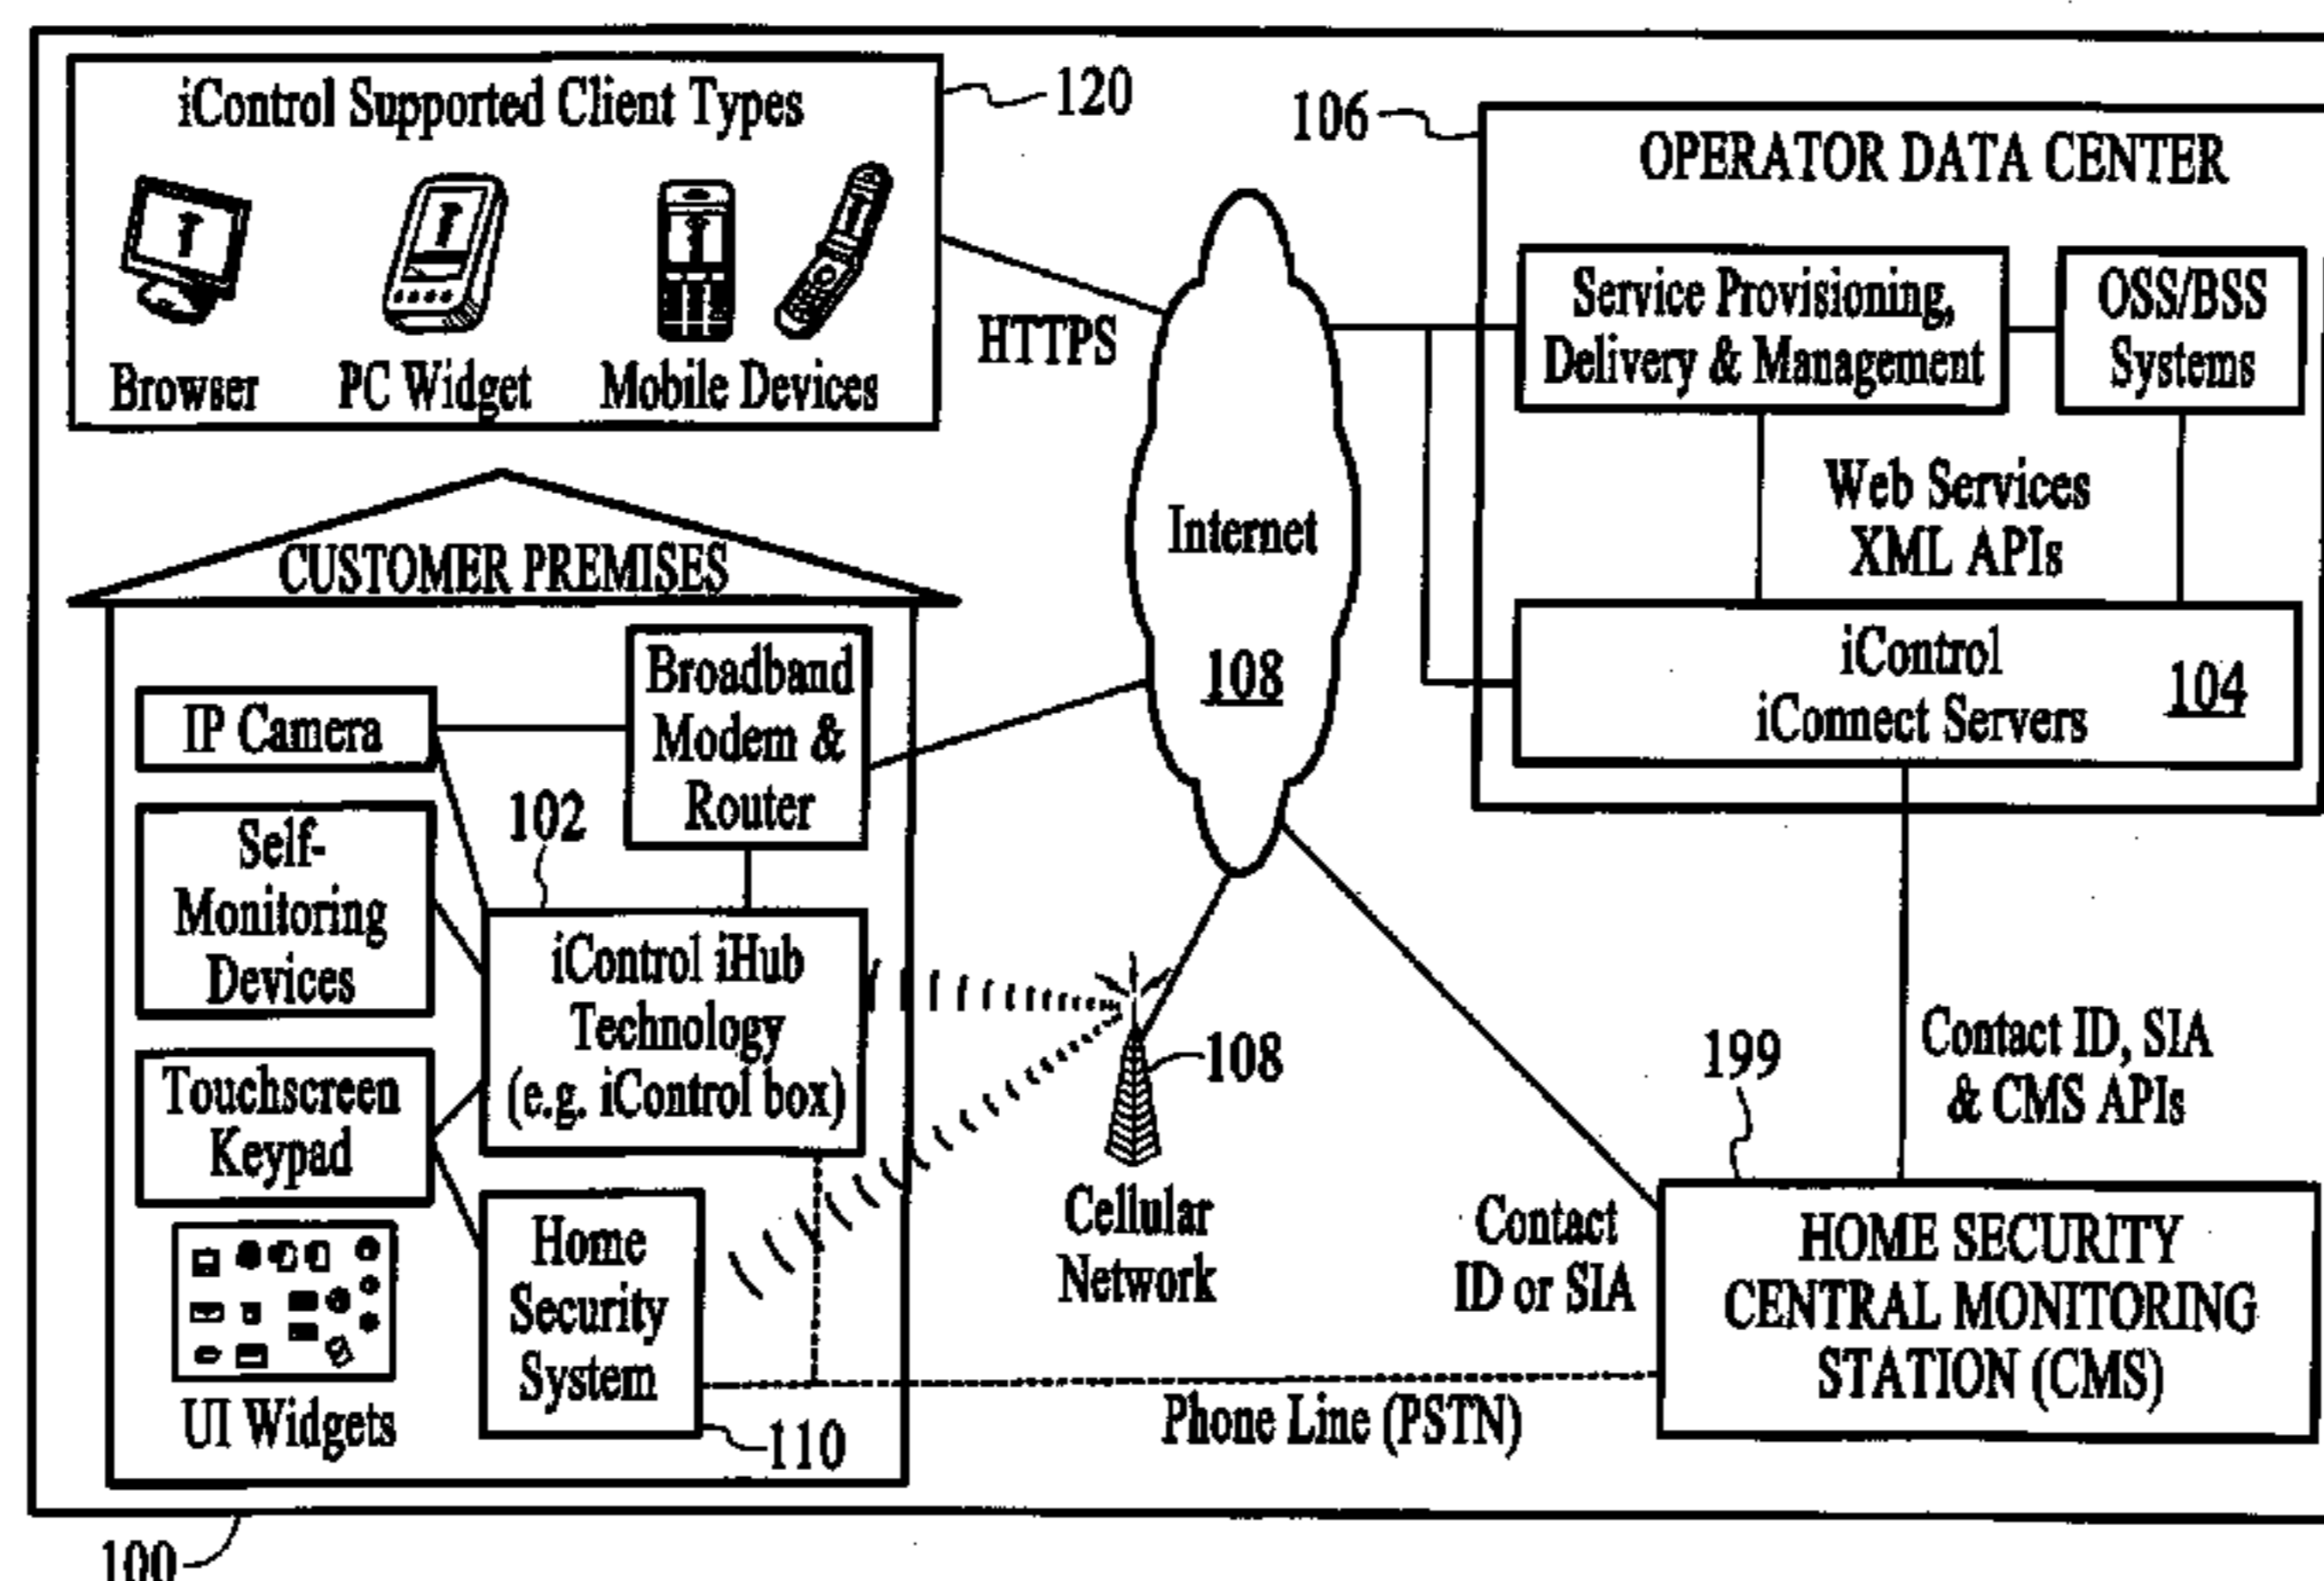 iControl Supported Client Types
120
Browser
PC Widget
Mobile Devices
HTTPS
106
OPERATOR DATA CENTER
Service Provisioning,
Delivery & Management
OSS/BSS
Systems
Web Services
XML APIs
iControl
iConnect Servers
104
Internet
108
CUSTOMER PREMISES
IP Camera
Broadband
Modem &
Router
Self-
Monitoring
Devices
102
iControl iHub
Technology
(e.g. iControl box)
Touchscreen
Keypad
Home
Security
System
110
UI Widgets
108
Cellular
Network
Contact ID, SIA
& CMS APIs
199
Contact
ID or SIA
HOME SECURITY
CENTRAL MONITORING
STATION (CMS)
Phone Line (PSTN)
100